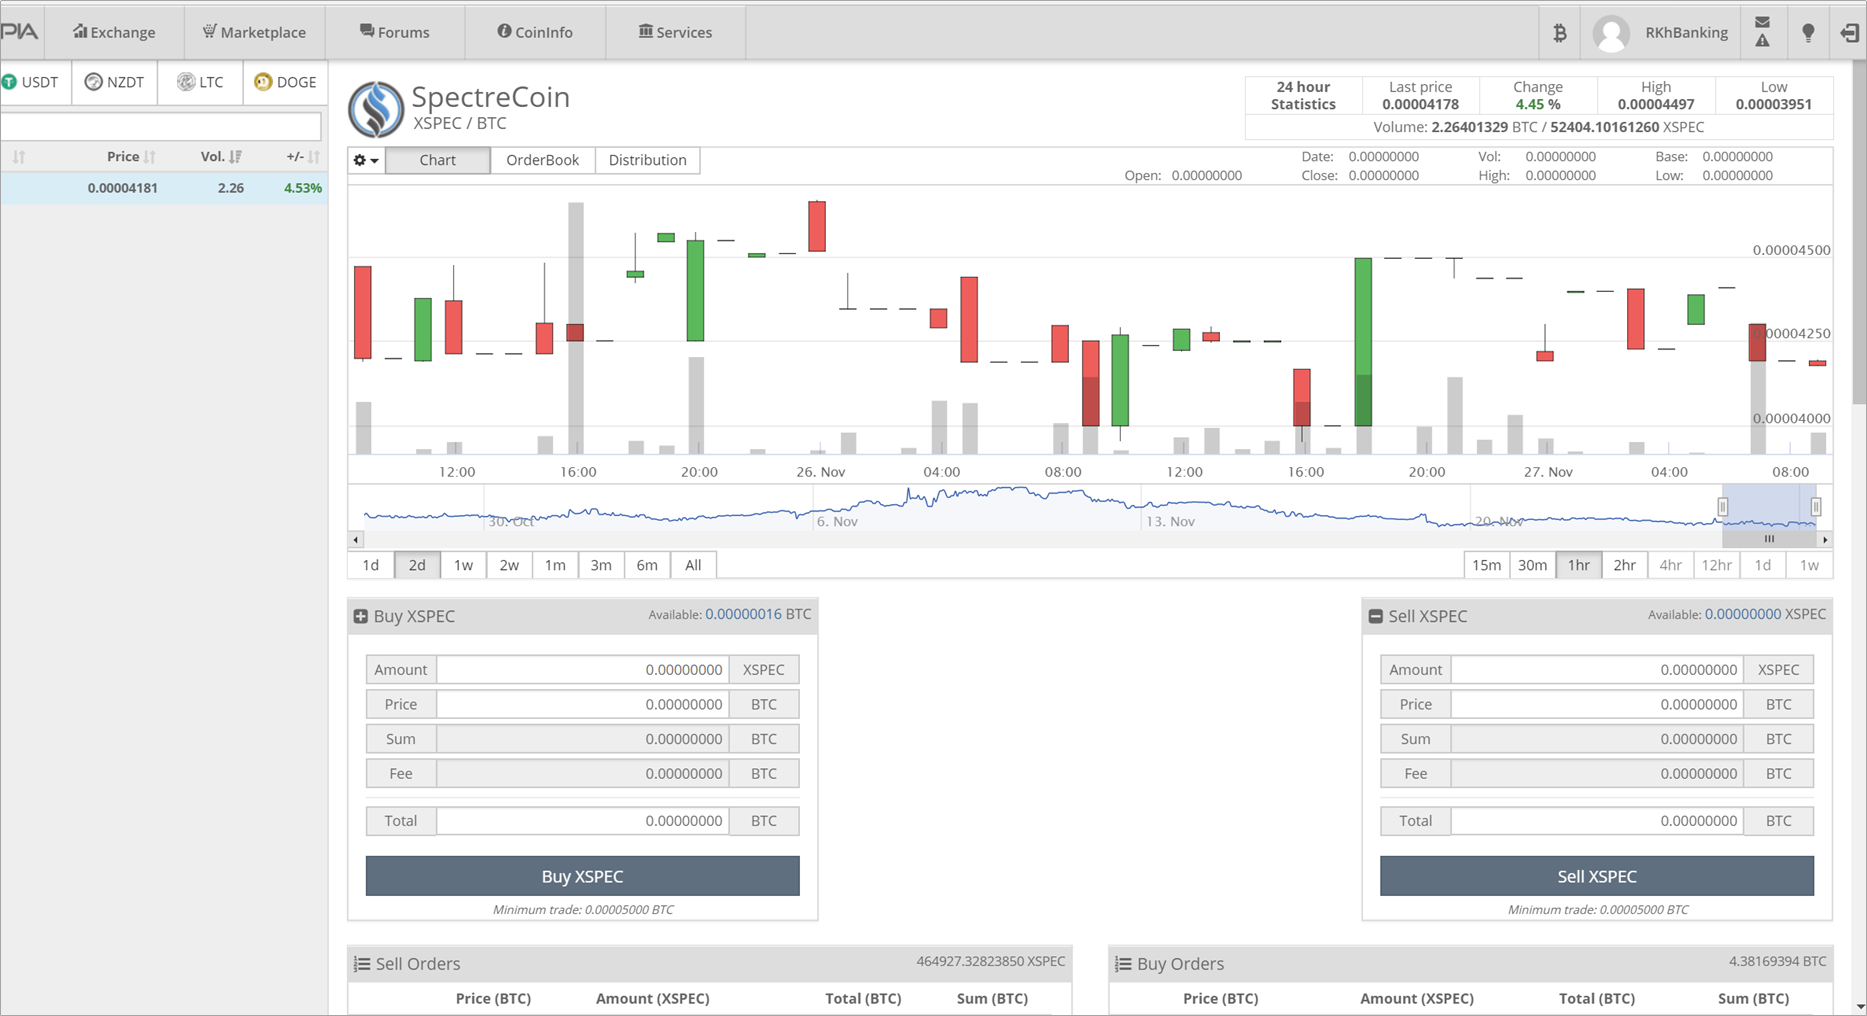 PIA Exchange Marketplace Forums CoinInfo Services RKhBanking
USDT NZDT LTC DOGE
Price Vol. +/-
0.00004181 2.26 4.53%
SpectreCoin
XSPEC / BTC
24 hour Statistics
Last price 0.00004178
Change 4.45 %
High 0.00004497
Low 0.00003951
Volume: 2.26401329 BTC / 52404.10161260 XSPEC
Chart OrderBook Distribution
Date: 0.00000000 Vol: 0.00000000 Base: 0.00000000
Open: 0.00000000 Close: 0.00000000 High: 0.00000000 Low: 0.00000000
0.00004500
0.00004250
0.00004000
12:00 16:00 20:00 26. Nov 04:00 08:00 12:00 16:00 20:00 27. Nov 04:00 08:00
30. Oct 6. Nov 13. Nov 20. Nov
1d 2d 1w 2w 1m 3m 6m All 15m 30m 1hr 2hr 4hr 12hr 1d 1w
Buy XSPEC Available: 0.00000016 BTC
Amount 0.00000000 XSPEC
Price 0.00000000 BTC
Sum 0.00000000 BTC
Fee 0.00000000 BTC
Total 0.00000000 BTC
Buy XSPEC
Minimum trade: 0.00005000 BTC
Sell XSPEC Available: 0.00000000 XSPEC
Amount 0.00000000 XSPEC
Price 0.00000000 BTC
Sum 0.00000000 BTC
Fee 0.00000000 BTC
Total 0.00000000 BTC
Sell XSPEC
Minimum trade: 0.00005000 BTC
Sell Orders 464927.32823850 XSPEC
Price (BTC) Amount (XSPEC) Total (BTC) Sum (BTC)
Buy Orders 4.38169394 BTC
Price (BTC) Amount (XSPEC) Total (BTC) Sum (BTC)